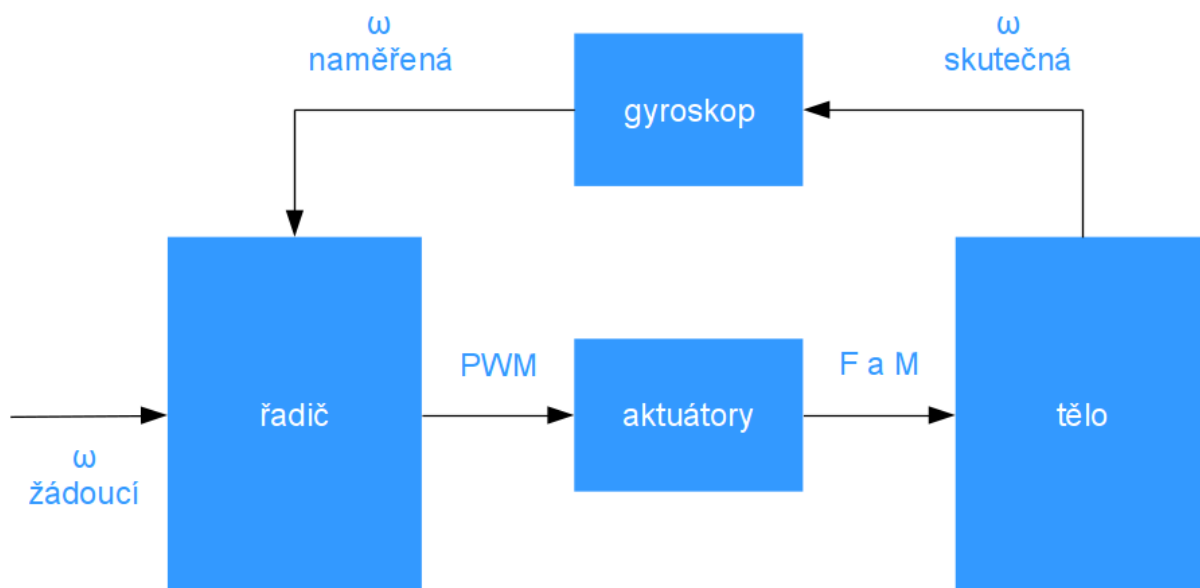 ω
naměřená
ω
skutečná
gyroskop
PWM
F a M
řadič
aktuátory
tělo
ω
žádoucí